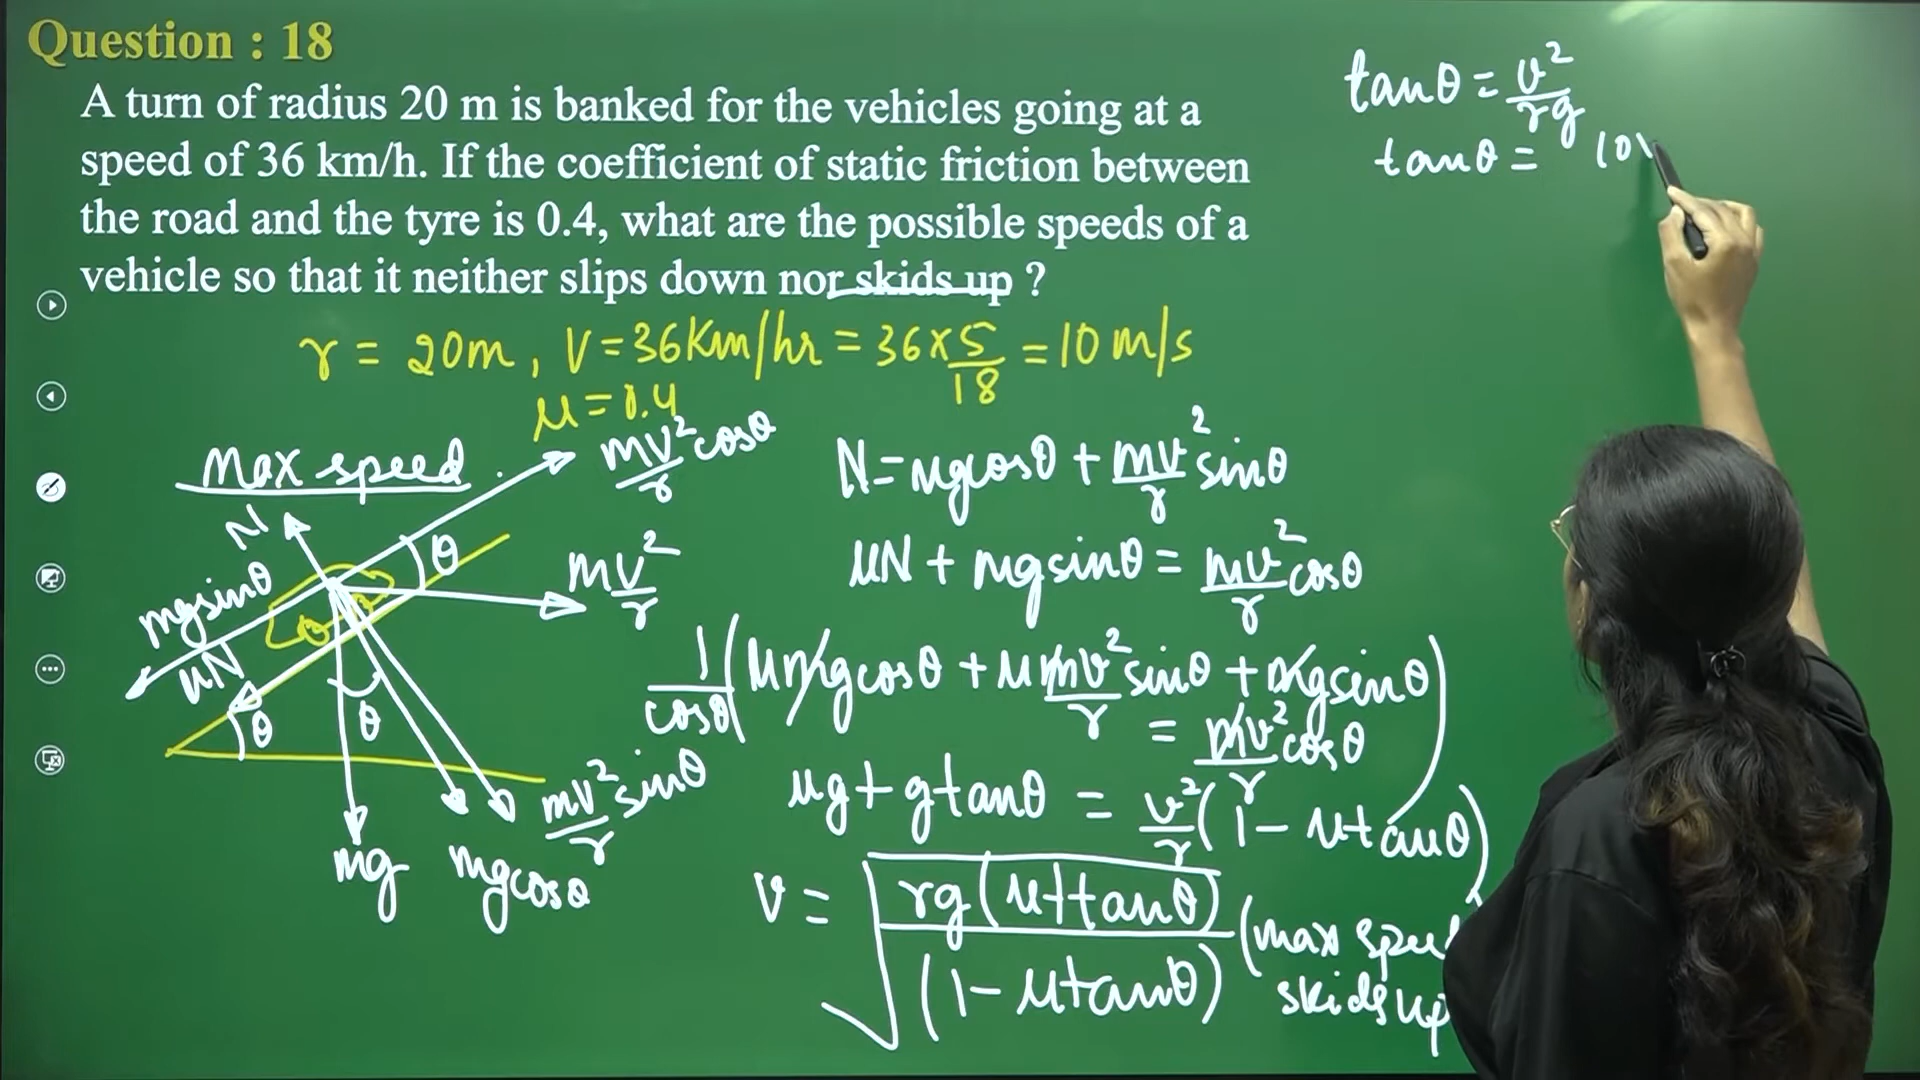 Question : 18
A turn of radius 20 m is banked for the vehicles going at a
speed of 36 km/h. If the coefficient of static friction between
the road and the tyre is 0.4, what are the possible speeds of a
vehicle so that it neither slips down nor skids up ?
r = 20m, V = 36Km/hr = 36×5/18 = 10 m/s
μ = 0.4
Max speed
N
mv²/r cosθ
θ
mv²/r
mgsinθ
μN
θ
θ
mg
mgcosθ
mv²/r sinθ
N = mgcosθ + mv²/r sinθ
μN + mgsinθ = mv²/r cosθ
1/cosθ (μmgcosθ + μmv²/r sinθ + mgsinθ
= mv²/r cosθ)
μg + gtanθ = v²/r (1 - μtanθ)
v = √(rg(μ+tanθ)/(1-μtanθ)) (max
skids up
tanθ = v²/rg
tanθ = 10